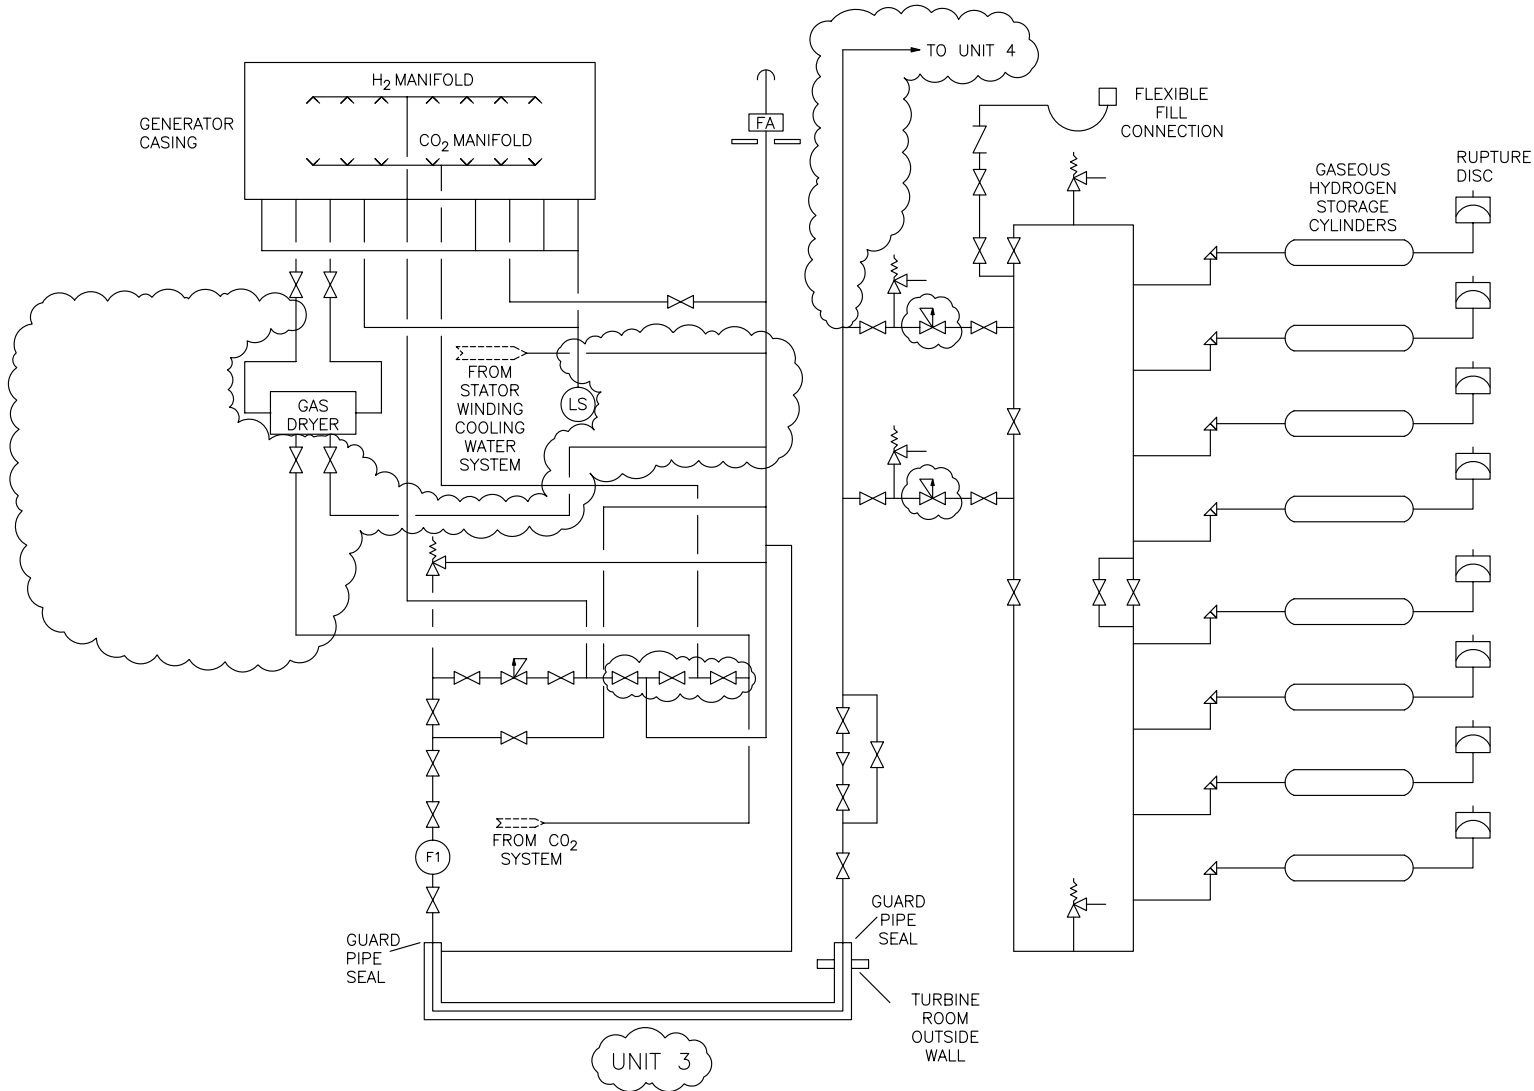 TO UNIT 4
H2 MANIFOLD
GENERATOR
CASING
CO2 MANIFOLD
FA
FLEXIBLE
FILL
CONNECTION
GASEOUS
HYDROGEN
STORAGE
CYLINDERS
RUPTURE
DISC
FROM
STATOR
WINDING
COOLING
WATER
SYSTEM
LS
GAS
DRYER
FROM CO2
SYSTEM
F1
GUARD
PIPE
SEAL
GUARD
PIPE
SEAL
TURBINE
ROOM
OUTSIDE
WALL
UNIT 3